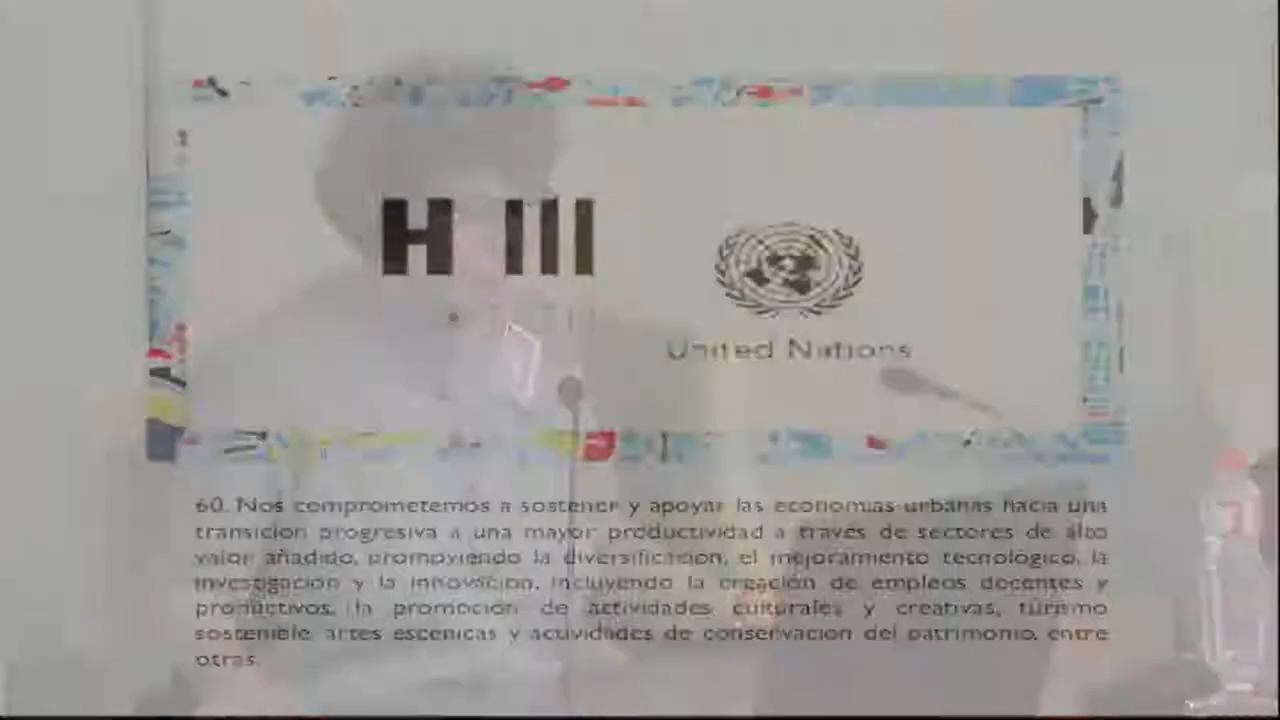 H III
United Nations
60. Nos comprometemos a sostener y apoyar las economías urbanas hacia una
transición progresiva a una mayor productividad a través de sectores de alto
valor añadido, promoviendo la diversificación, el mejoramiento tecnológico, la
investigación y la innovación, incluyendo la creación de empleos docentes y
productivos, la promoción de actividades culturales y creativas, turismo
sostenible, artes escénicas y actividades de conservación del patrimonio, entre
otras.